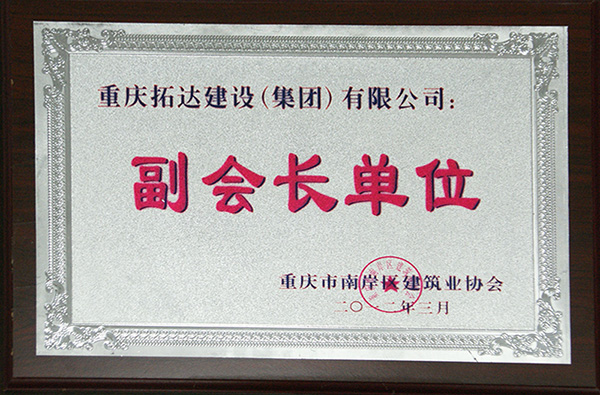 重庆拓达建设(集团)有限公司:
副会长单位
重庆市南岸区建筑业协会
二〇一二年三月